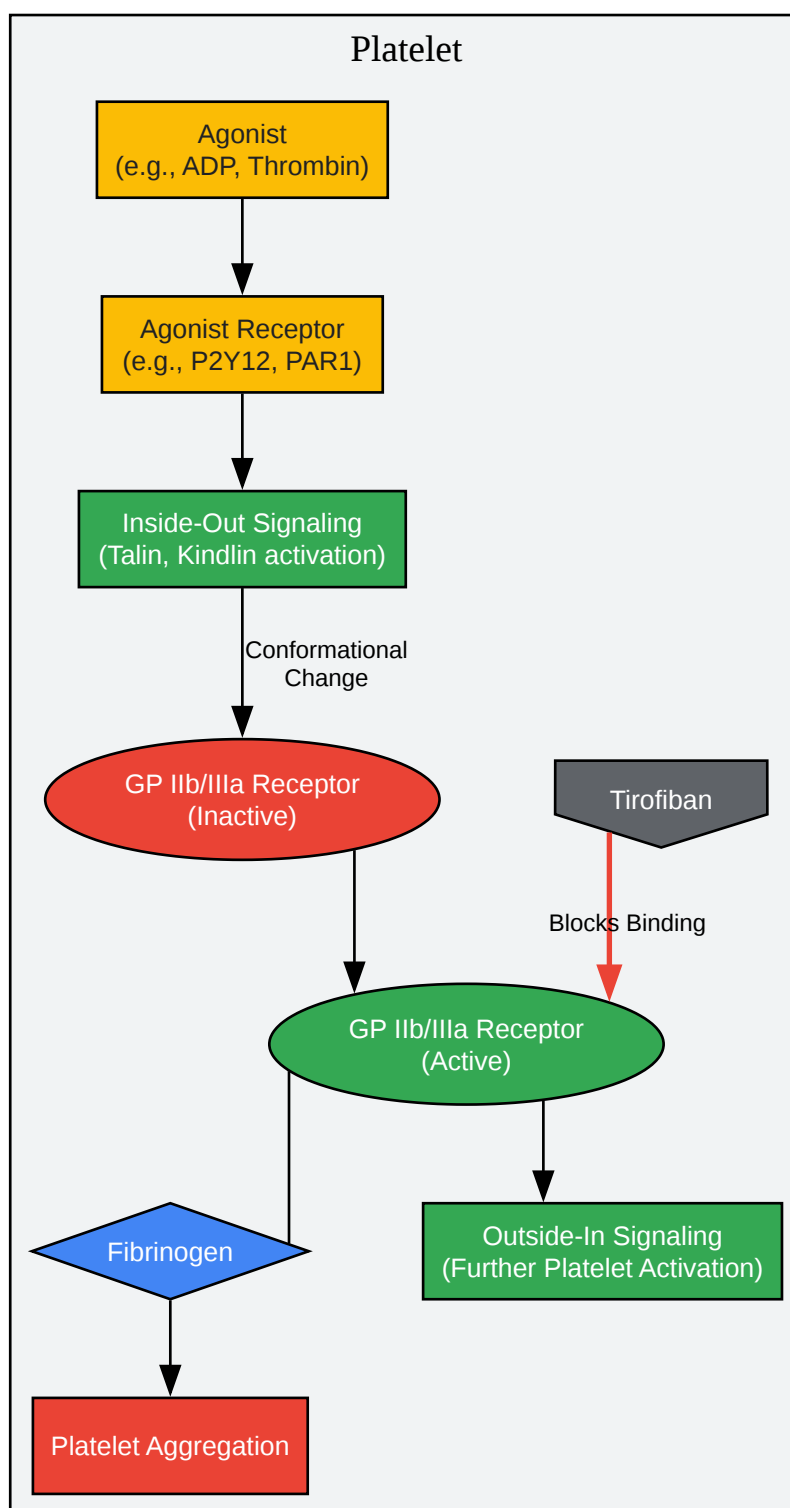 Platelet
Agonist
(e.g., ADP, Thrombin)
Agonist Receptor
(e.g., P2Y12, PAR1)
Inside-Out Signaling
(Talin, Kindlin activation)
Conformational
Change
GP IIb/IIIa Receptor
(Inactive)
Tirofiban
Blocks Binding
GP IIb/IIIa Receptor
(Active)
Fibrinogen
Outside-In Signaling
(Further Platelet Activation)
Platelet Aggregation